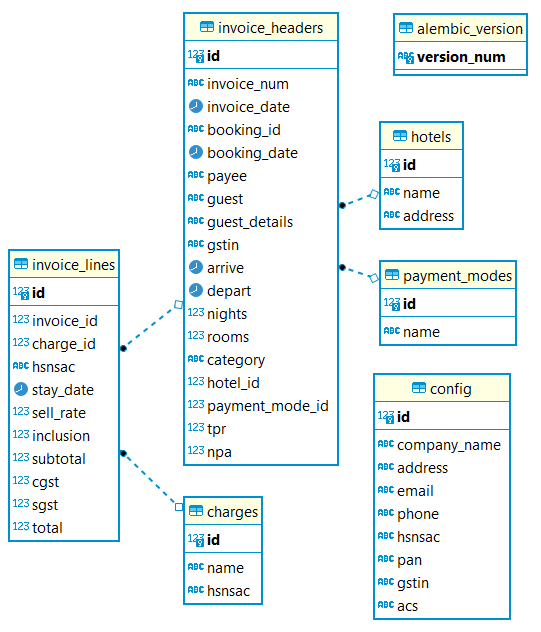 invoice_headers
123 id
ABC invoice_num
invoice_date
ABC booking_id
booking_date
ABC payee
ABC guest
ABC guest_details
ABC gstin
arrive
depart
123 nights
123 rooms
ABC category
123 hotel_id
123 payment_mode_id
123 tpr
123 npa
alembic_version
ABC version_num
hotels
123 id
ABC name
ABC address
payment_modes
123 id
ABC name
invoice_lines
123 id
123 invoice_id
123 charge_id
ABC hsnsac
stay_date
123 sell_rate
123 inclusion
123 subtotal
123 cgst
123 sgst
123 total
charges
123 id
ABC name
ABC hsnsac
config
123 id
ABC company_name
ABC address
ABC email
ABC phone
ABC hsnsac
ABC pan
ABC gstin
ABC acs